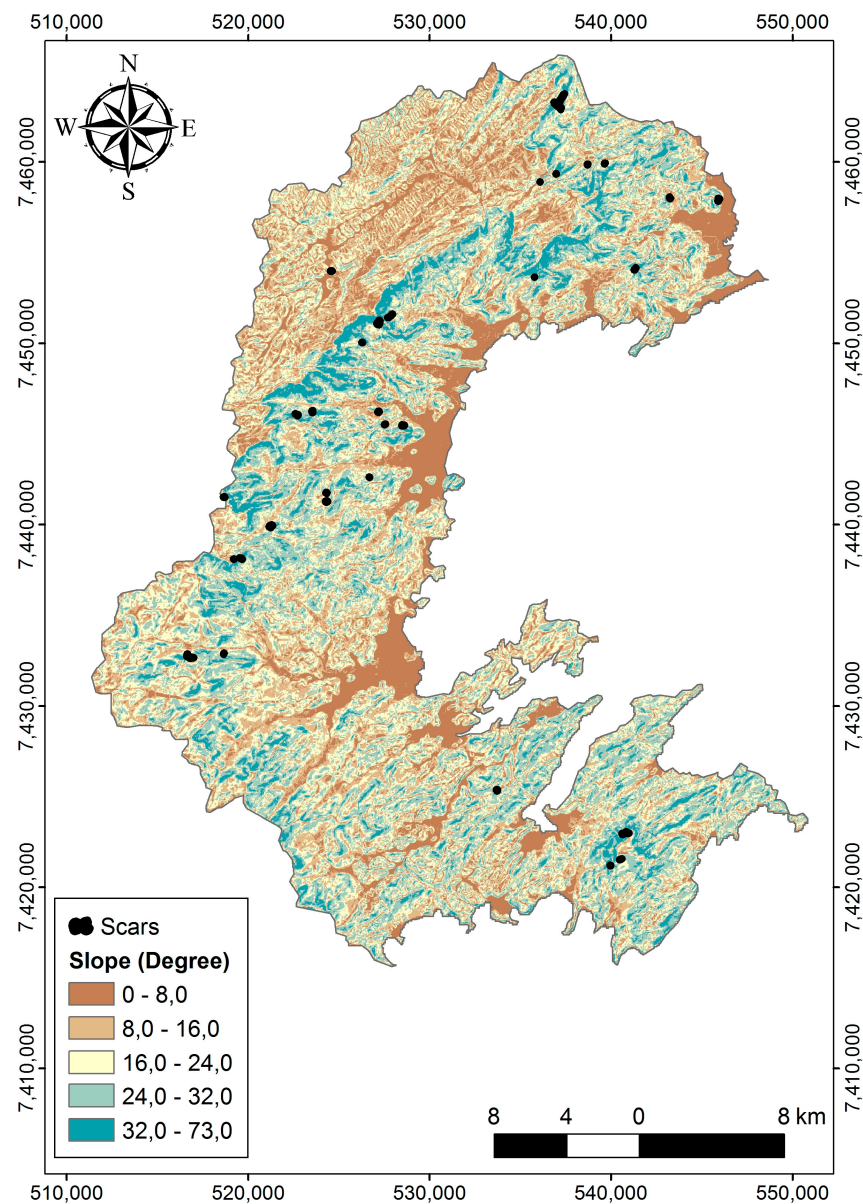 510,000 520,000 530,000 540,000 550,000
N
W E
S
7,460,000 7,460,000
7,450,000 7,450,000
7,440,000 7,440,000
7,430,000 7,430,000
7,420,000 7,420,000
7,410,000 7,410,000
Scars
Slope (Degree)
0 - 8,0
8,0 - 16,0
16,0 - 24,0
24,0 - 32,0
32,0 - 73,0
8 4 0 8 km
510,000 520,000 530,000 540,000 550,000